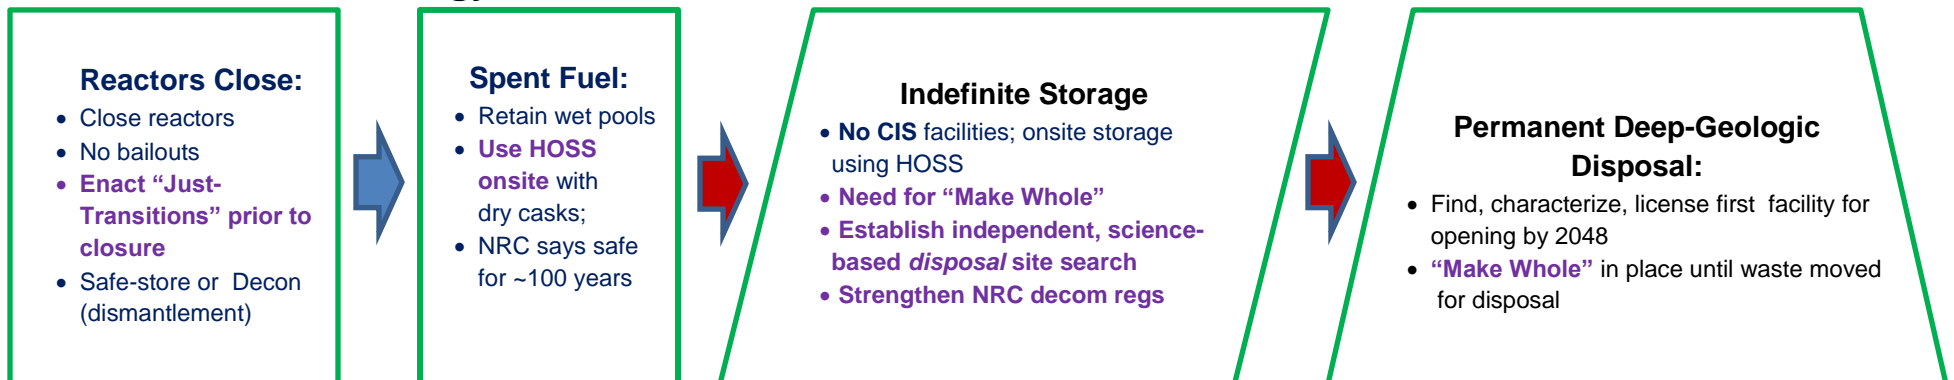 Reactors Close:
• Close reactors
• No bailouts
• Enact “Just-
Transitions” prior to
closure
• Safe-store or Decon
(dismantlement)
Spent Fuel:
• Retain wet pools
• Use HOSS
onsite with
dry casks;
• NRC says safe
for ~100 years
Indefinite Storage
• No CIS facilities; onsite storage
using HOSS
• Need for “Make Whole”
• Establish independent, science-
based disposal site search
• Strengthen NRC decom regs
Permanent Deep-Geologic
Disposal:
• Find, characterize, license first facility for
opening by 2048
• “Make Whole” in place until waste moved
for disposal